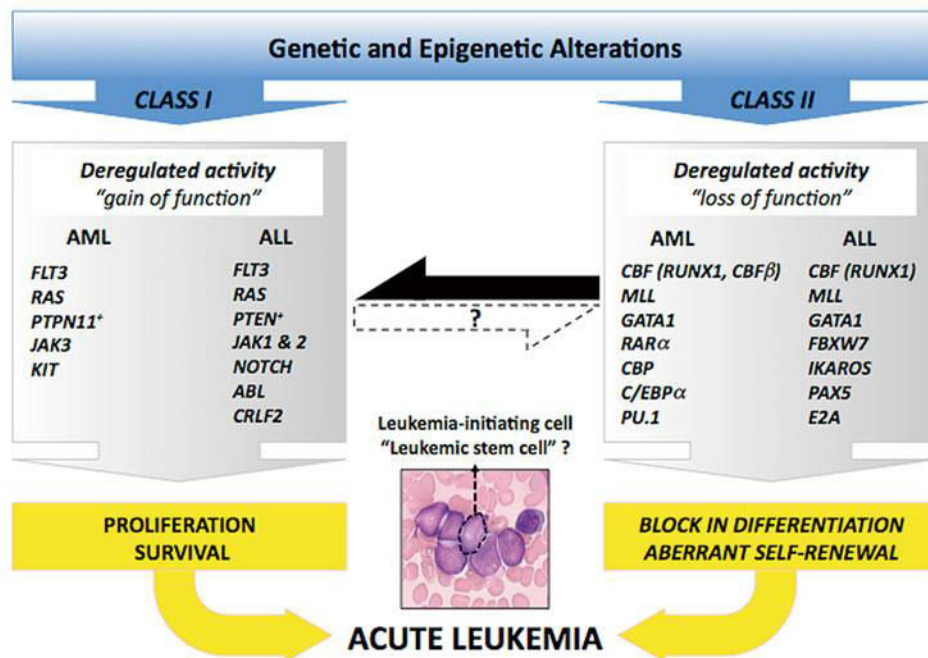 Genetic and Epigenetic Alterations
CLASS I
Deregulated activity
"gain of function"
AML
FLT3
RAS
PTPN11⁺
JAK3
KIT
ALL
FLT3
RAS
PTEN⁺
JAK1 & 2
NOTCH
ABL
CRLF2
PROLIFERATION
SURVIVAL
?
Leukemia-initiating cell
"Leukemic stem cell" ?
CLASS II
Deregulated activity
"loss of function"
AML
CBF (RUNX1, CBFβ)
MLL
GATA1
RARα
CBP
C/EBPα
PU.1
ALL
CBF (RUNX1)
MLL
GATA1
FBXW7
IKAROS
PAX5
E2A
BLOCK IN DIFFERENTIATION
ABERRANT SELF-RENEWAL
ACUTE LEUKEMIA